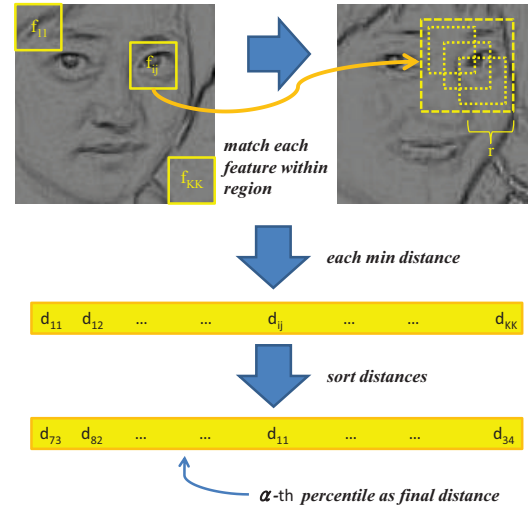 f11
fij
fKK
r
match each
feature within
region
each min distance
d11 d12 ... ... dij ... ... dKK
sort distances
d73 d82 ... ... d11 ... ... d34
α-th percentile as final distance